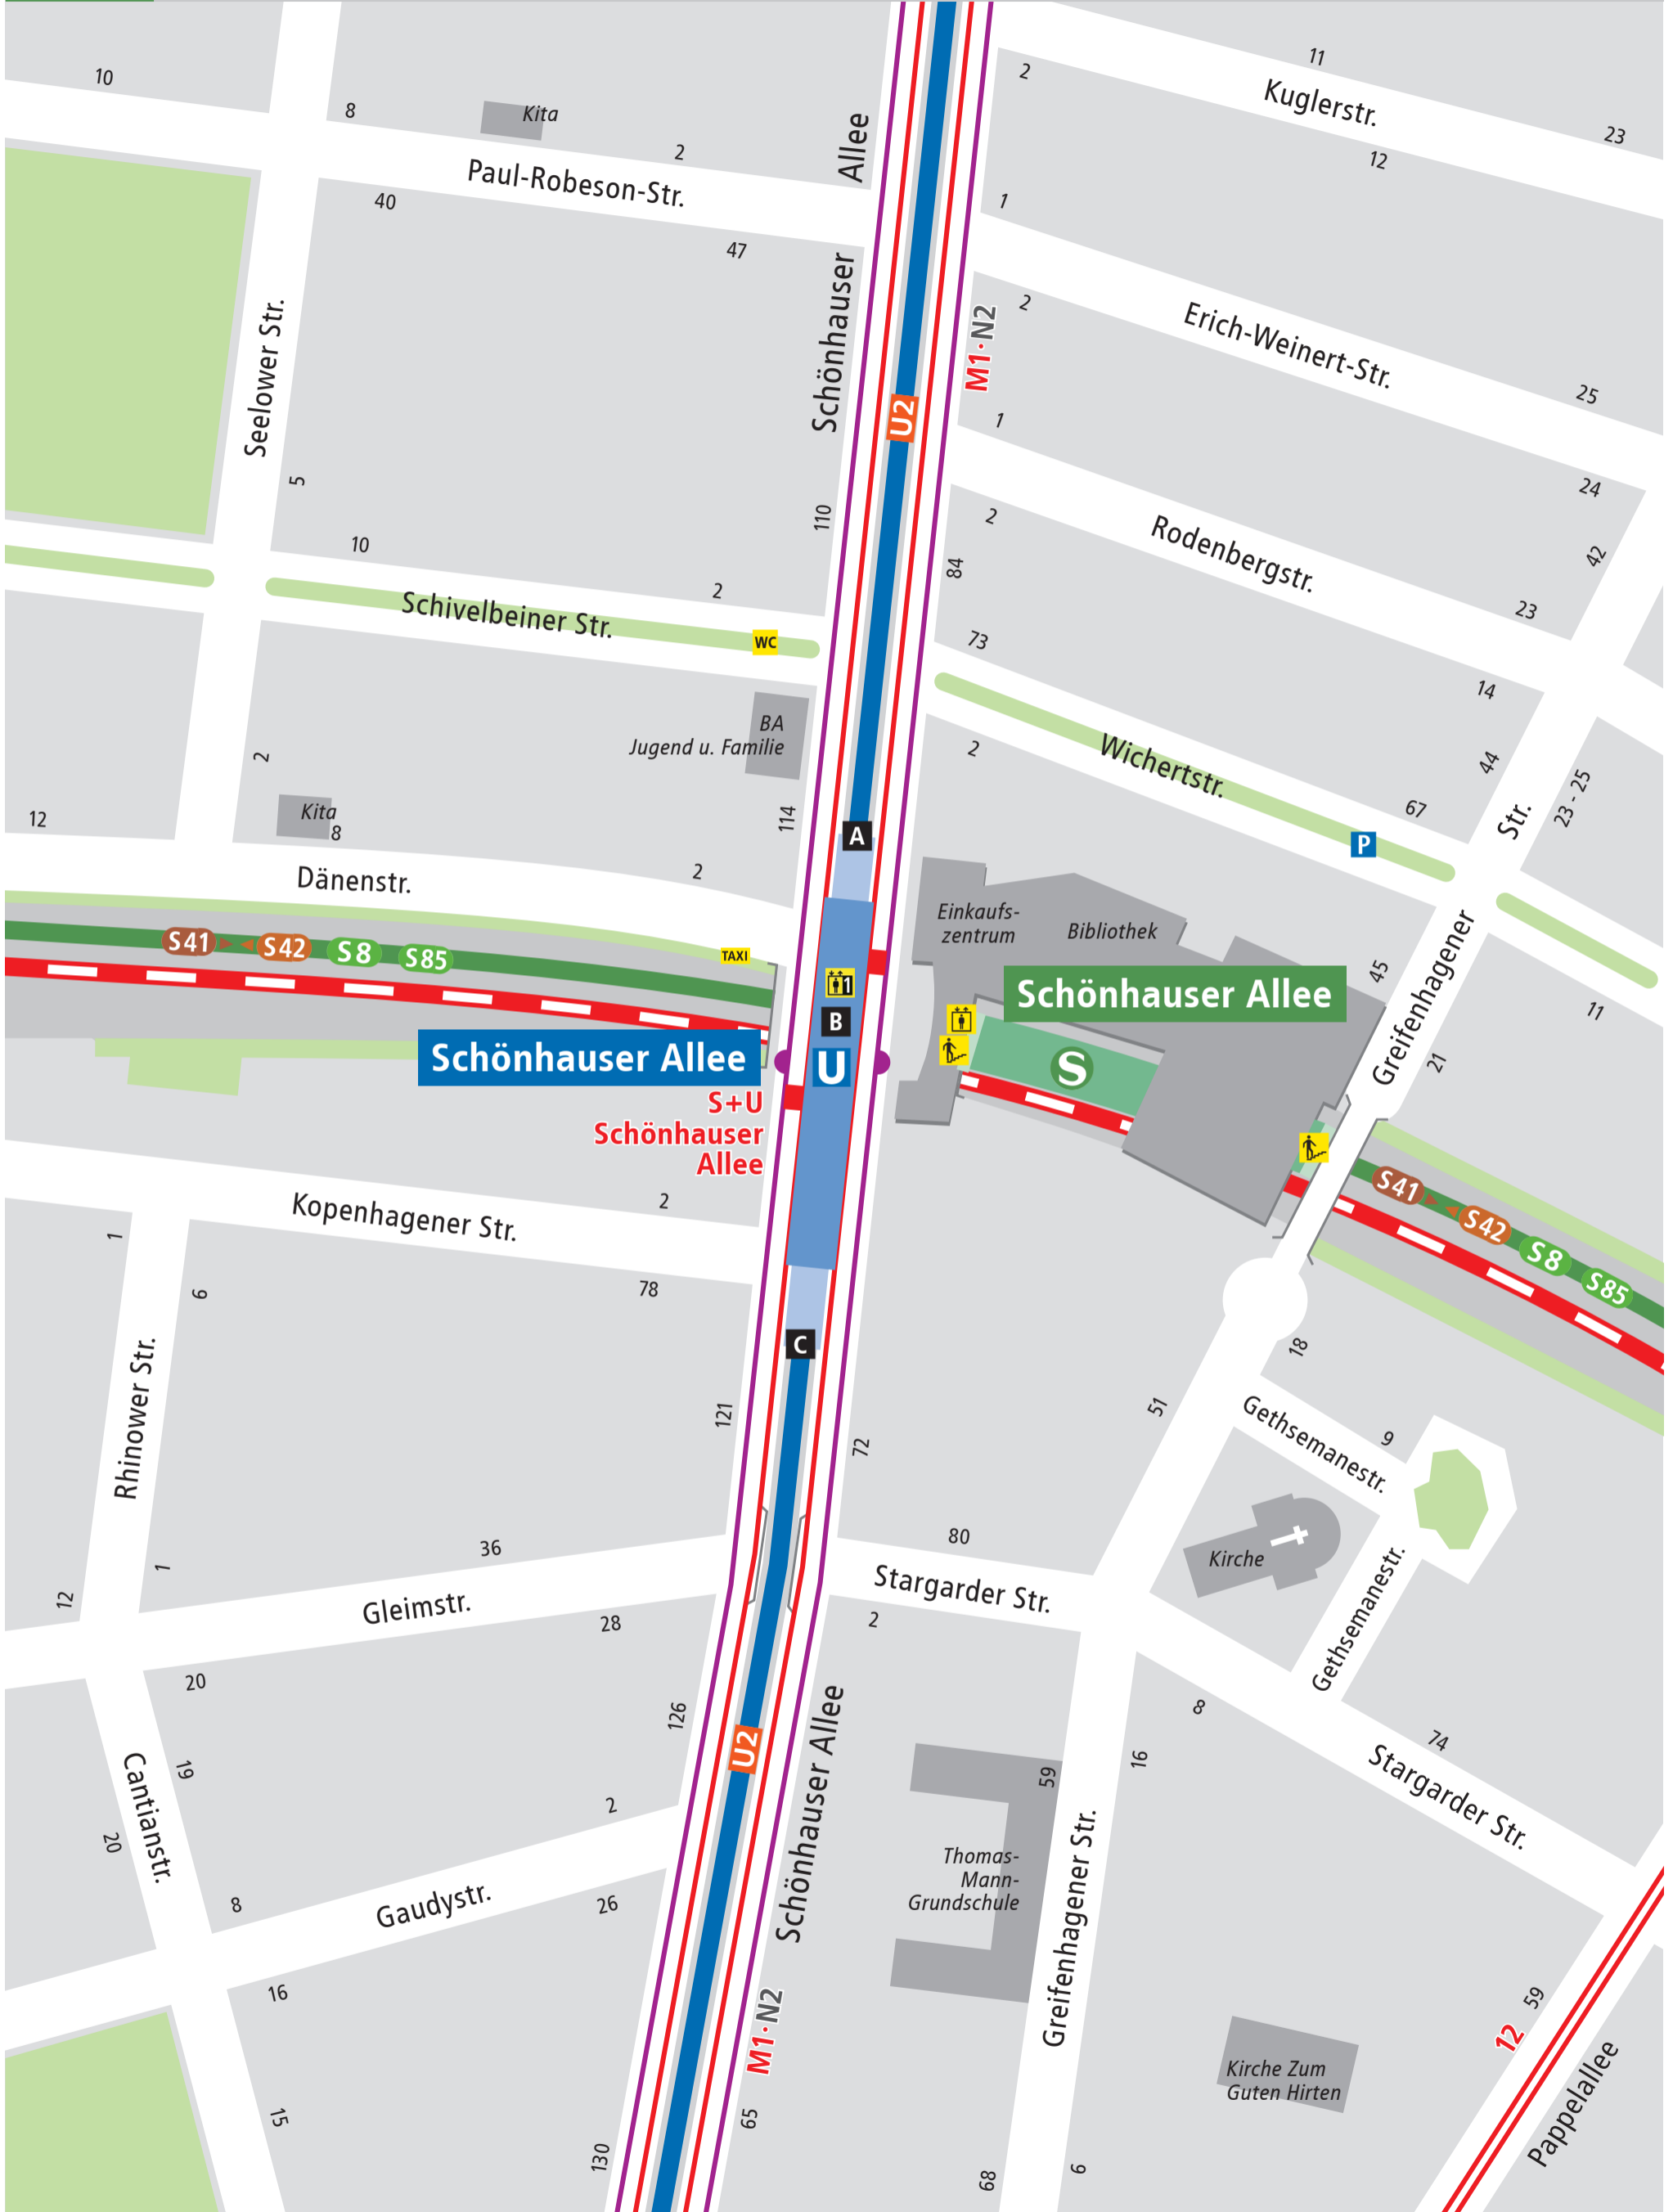 10
8
Kita
2
Paul-Robeson-Str.
40
47
Allee
Schönhauser
2
11
Kuglerstr.
23
12
1
2
Erich-Weinert-Str.
25
M1·N2
U2
1
24
42
Seelower Str.
5
110
84
2
Rodenbergstr.
23
10
2
Schivelbeiner Str.
WC
73
14
2
Wichertstr.
67
44
23 - 25
Str.
P
BA
Jugend u. Familie
2
Kita
8
12
114
A
Dänenstr.
2
Einkaufs-
zentrum
Bibliothek
S41
S42
S8
S85
TAXI
1
B
U
Schönhauser Allee
Schönhauser Allee
S
45
Greifenhagener
11
21
S+U
Schönhauser
Allee
S41
S42
S8
S85
Kopenhagener Str.
2
78
1
6
Rhinower Str.
C
121
72
51
18
Gethsemanestr.
9
Kirche
Gethsemanestr.
12
1
36
Gleimstr.
28
80
Stargarder Str.
2
20
19
Cantianstr.
20
126
U2
Schönhauser Allee
8
74
Stargarder Str.
59
16
Thomas-
Mann-
Grundschule
Greifenhagener Str.
2
8
Gaudystr.
26
16
15
M1·N2
65
130
68
6
Kirche Zum
Guten Hirten
59
12
Pappelallee